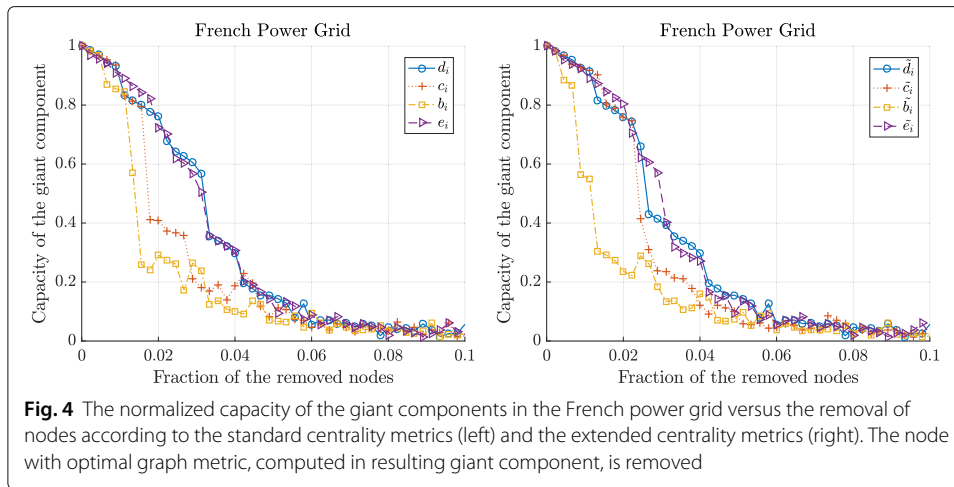 French Power Grid
Capacity of the giant component
1
0.8
0.6
0.4
0.2
0
0
0.02
0.04
0.06
0.08
0.1
Fraction of the removed nodes
d_i
c_i
b_i
e_i
French Power Grid
Capacity of the giant component
1
0.8
0.6
0.4
0.2
0
0
0.02
0.04
0.06
0.08
0.1
Fraction of the removed nodes
d̃_i
c̃_i
b̃_i
ẽ_i
Fig. 4 The normalized capacity of the giant components in the French power grid versus the removal of
nodes according to the standard centrality metrics (left) and the extended centrality metrics (right). The node
with optimal graph metric, computed in resulting giant component, is removed